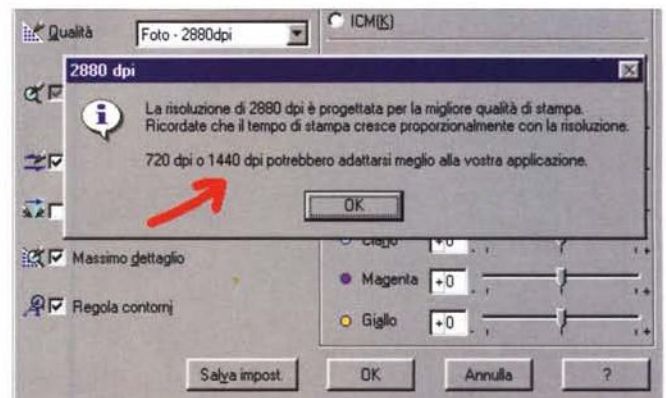 Qualità
Foto - 2880dpi
ICM(K)
2880 dpi
La risoluzione di 2880 dpi è progettata per la migliore qualità di stampa.
Ricordate che il tempo di stampa cresce proporzionalmente con la risoluzione.
720 dpi o 1440 dpi potrebbero adattarsi meglio alla vostra applicazione.
OK
Ciano +0
Massimo dettaglio
Magenta +0
Regola contorni
Giallo +0
Salva impost.
OK
Annulla
?